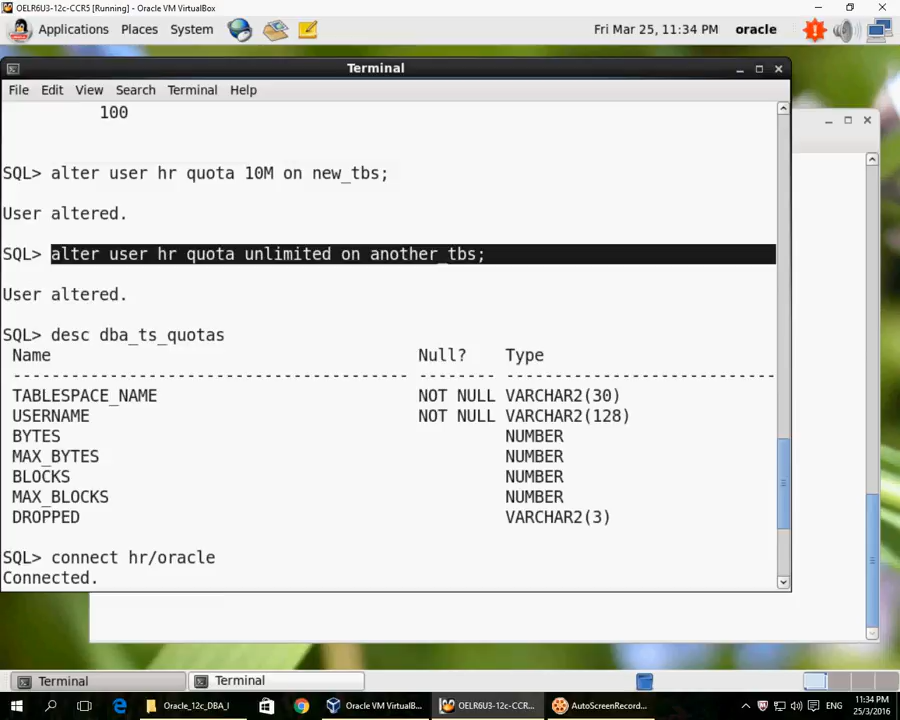 OELR6U3-12c-CCR5 [Running] - Oracle VM VirtualBox
Applications Places System Fri Mar 25, 11:34 PM oracle
Terminal
File Edit View Search Terminal Help
100
SQL> alter user hr quota 10M on new_tbs;
User altered.
SQL> alter user hr quota unlimited on another_tbs;
User altered.
SQL> desc dba_ts_quotas
Name Null? Type
----------------------------------------- -------- ----------------------------
TABLESPACE_NAME NOT NULL VARCHAR2(30)
USERNAME NOT NULL VARCHAR2(128)
BYTES NUMBER
MAX_BYTES NUMBER
BLOCKS NUMBER
MAX_BLOCKS NUMBER
DROPPED VARCHAR2(3)
SQL> connect hr/oracle
Connected.
Terminal Terminal
Oracle_12c_DBA_I Oracle VM VirtualB... OELR6U3-12c-CCR... AutoScreenRecord... ENG 11:34 PM
25/3/2016